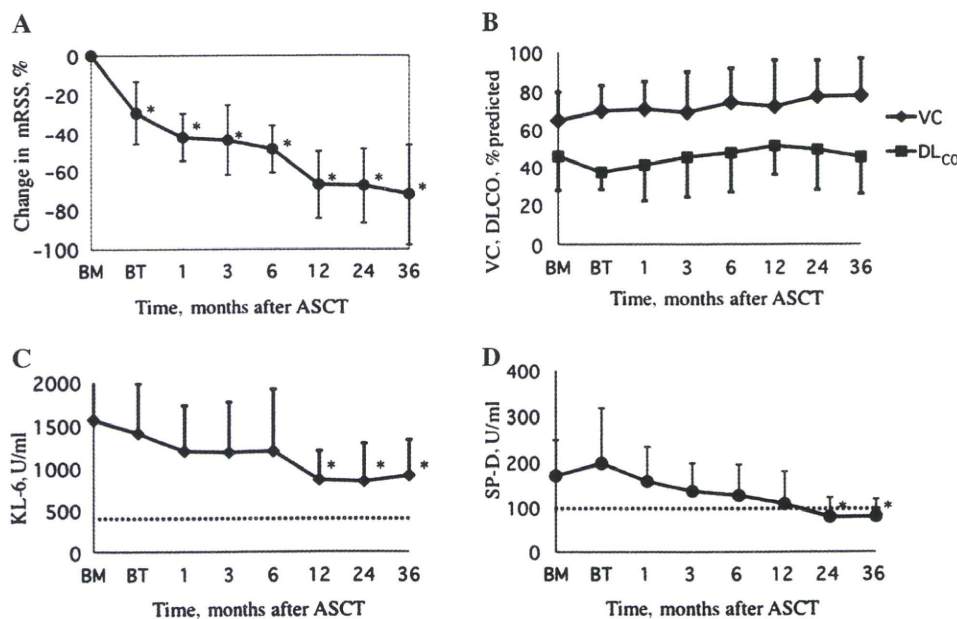 A
Change in mRSS, %
0
-20
-40
-60
-80
-100
*
*
*
*
*
*
*
BM BT 1 3 6 12 24 36
Time, months after ASCT
B
VC, DLCO, % predicted
100
80
60
40
20
0
BM BT 1 3 6 12 24 36
Time, months after ASCT
VC
DLCO
C
KL-6, U/ml
2000
1500
1000
500
0
*
*
*
BM BT 1 3 6 12 24 36
Time, months after ASCT
D
SP-D, U/ml
400
300
200
100
0
*
*
BM BT 1 3 6 12 24 36
Time, months after ASCT